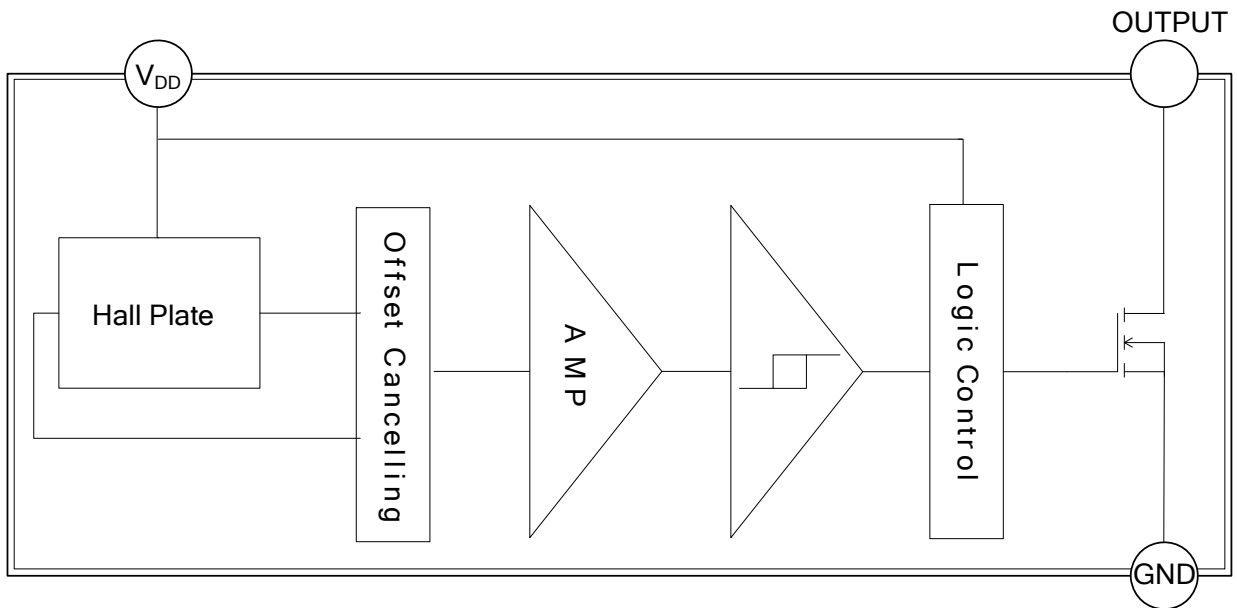 OUTPUT
VDD
Hall Plate
Offset Cancelling
AMP
Logic Control
GND